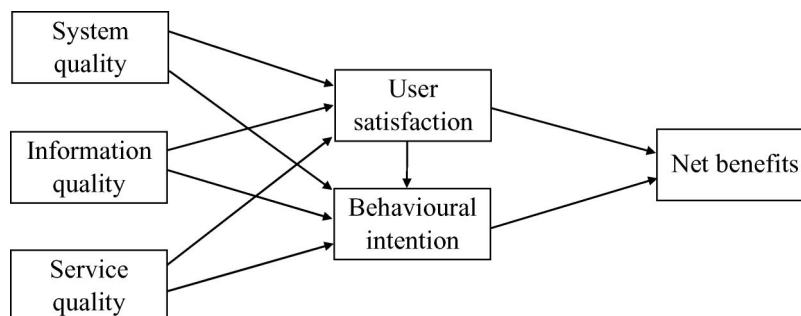 System
quality
User
satisfaction
Information
quality
Net benefits
Behavioural
intention
Service
quality